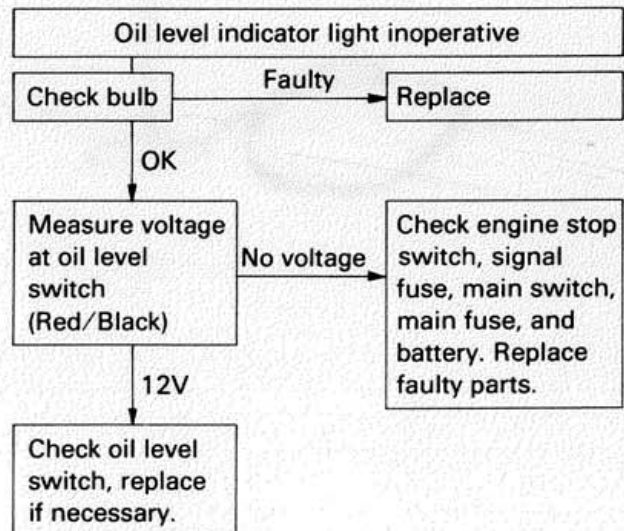 Oil level indicator light inoperative
Check bulb
Faulty
Replace
OK
Measure voltage
at oil level
switch
(Red/Black)
No voltage
Check engine stop
switch, signal
fuse, main switch,
main fuse, and
battery. Replace
faulty parts.
12V
Check oil level
switch, replace
if necessary.